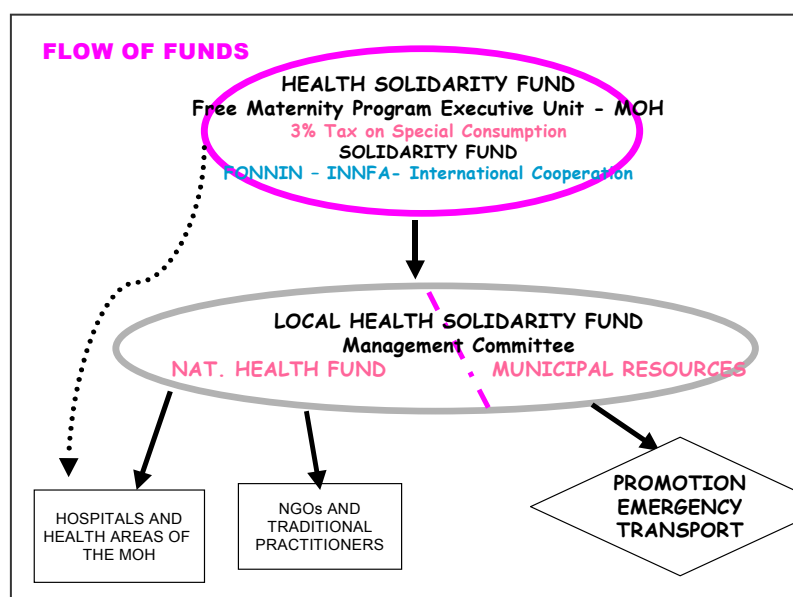 FLOW OF FUNDS
HEALTH SOLIDARITY FUND
Free Maternity Program Executive Unit - MOH
3% Tax on Special Consumption
SOLIDARITY FUND
FONNIN – INNFA- International Cooperation
LOCAL HEALTH SOLIDARITY FUND
Management Committee
NAT. HEALTH FUND
MUNICIPAL RESOURCES
HOSPITALS AND
HEALTH AREAS OF
THE MOH
NGOs AND
TRADITIONAL
PRACTITIONERS
PROMOTION
EMERGENCY
TRANSPORT